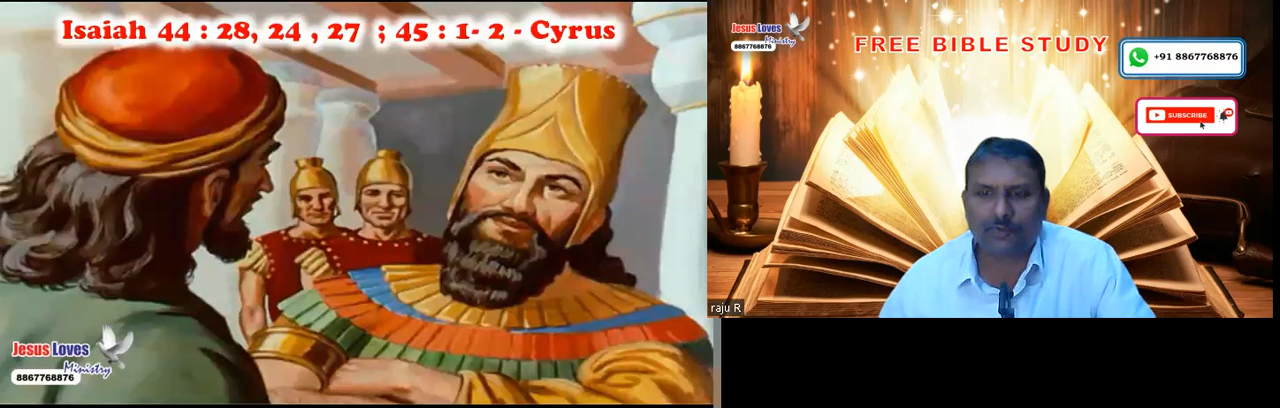 Isaiah 44 : 28, 24 , 27 ; 45 : 1- 2 - Cyrus
Jesus Loves
Ministry
8867768876
Jesus Loves
Ministry
8867768876
FREE BIBLE STUDY
+91 8867768876
SUBSCRIBE
raju R